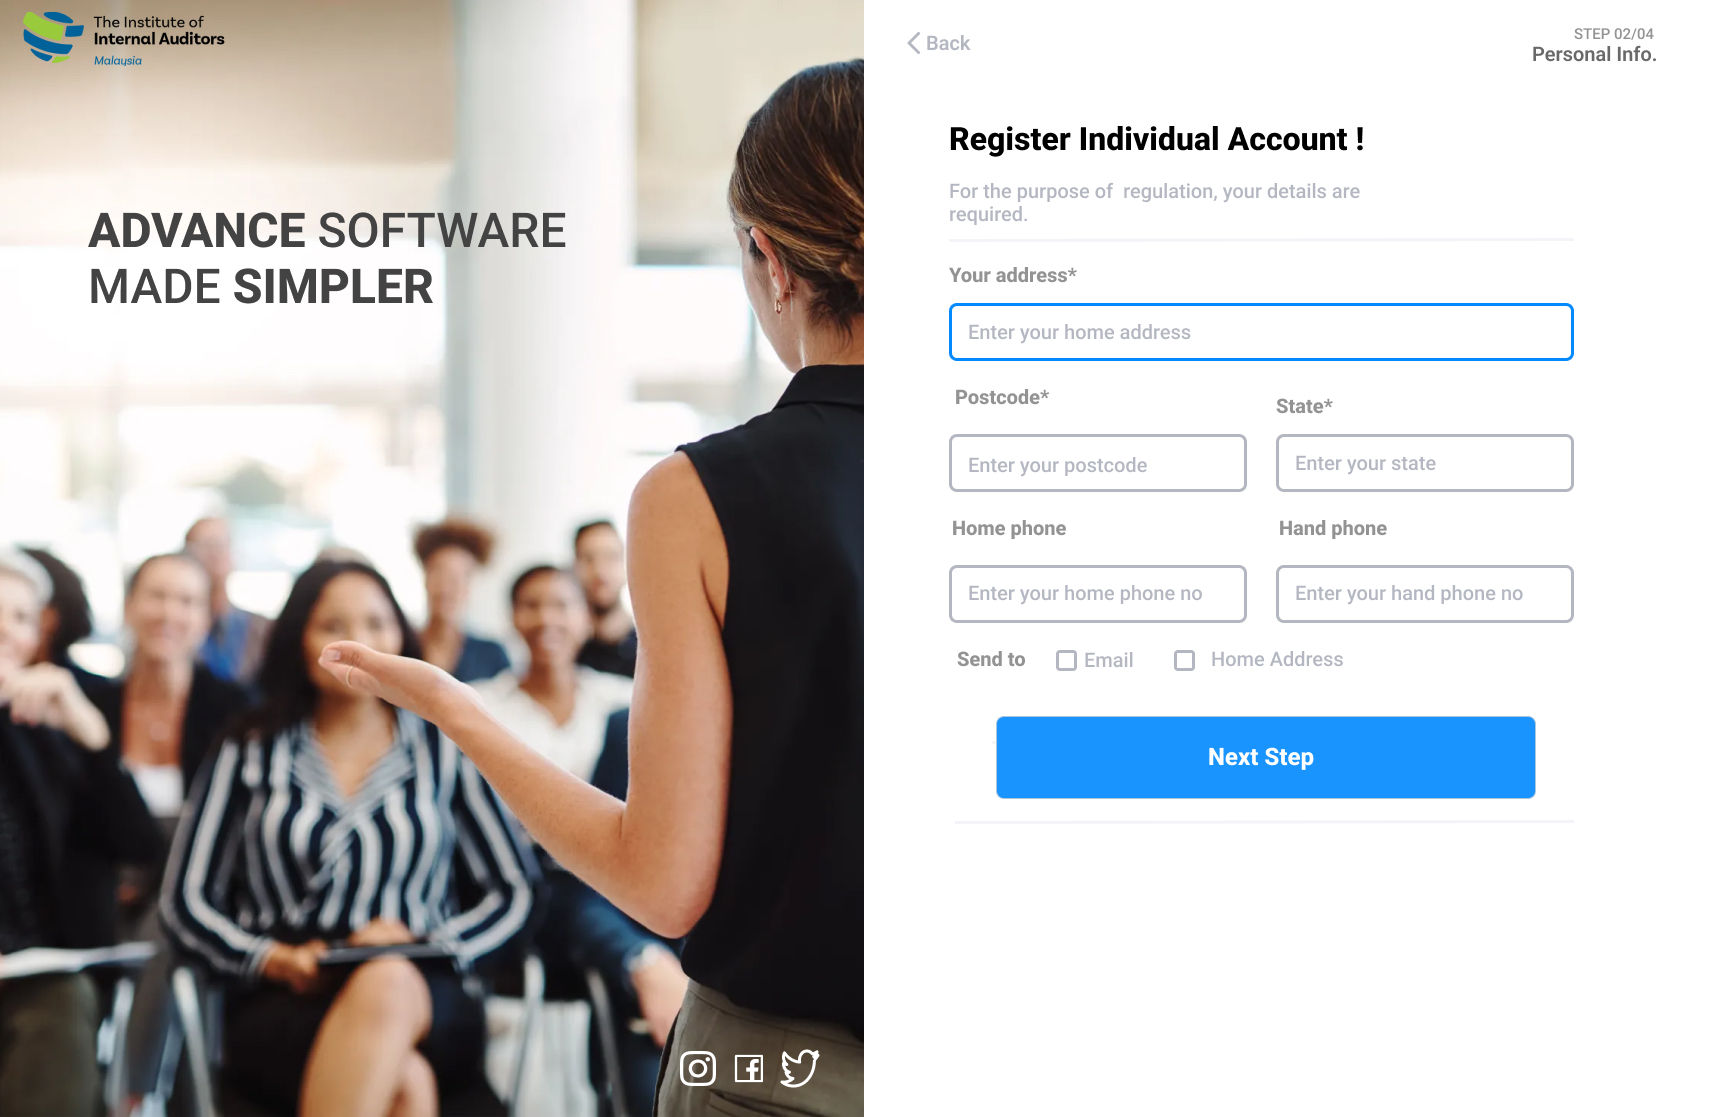 The Institute of
Internal Auditors
Malaysia
ADVANCE SOFTWARE
MADE SIMPLER
Back
STEP 02/04
Personal Info.
Register Individual Account !
For the purpose of  regulation, your details are
required.
Your address*
Enter your home address
Postcode*
State*
Enter your postcode
Enter your state
Home phone
Hand phone
Enter your home phone no
Enter your hand phone no
Send to
Email
Home Address
Next Step